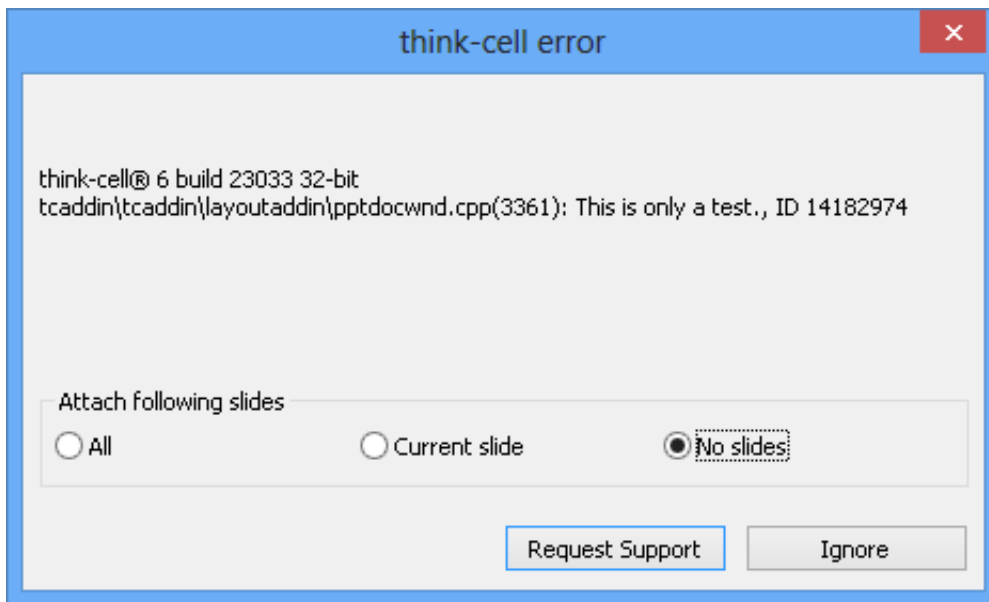 think-cell error
think-cell® 6 build 23033 32-bit
tcaddin\tcaddin\layoutaddin\pptdocwnd.cpp(3361): This is only a test., ID 14182974
Attach following slides
All
Current slide
No slides
Request Support
Ignore